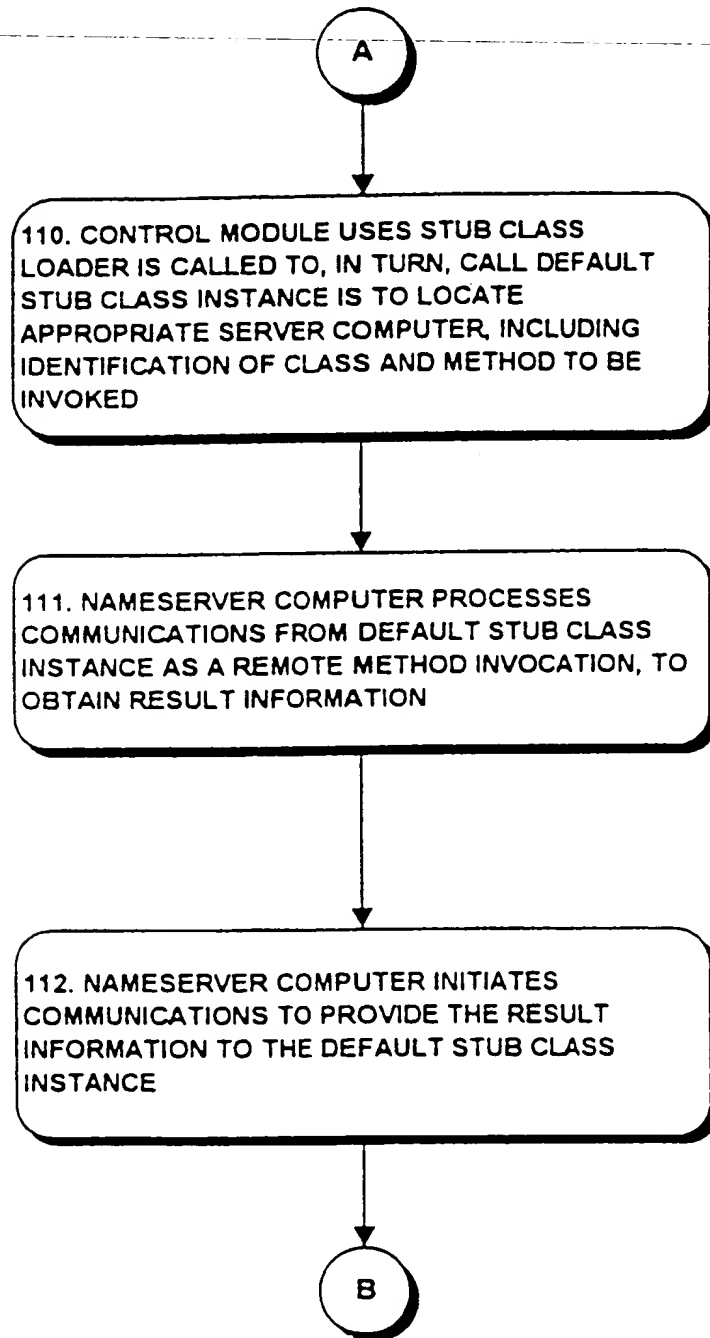 A
110. CONTROL MODULE USES STUB CLASS
LOADER IS CALLED TO, IN TURN, CALL DEFAULT
STUB CLASS INSTANCE IS TO LOCATE
APPROPRIATE SERVER COMPUTER, INCLUDING
IDENTIFICATION OF CLASS AND METHOD TO BE
INVOKED
111. NAMESERVER COMPUTER PROCESSES
COMMUNICATIONS FROM DEFAULT STUB CLASS
INSTANCE AS A REMOTE METHOD INVOCATION, TO
OBTAIN RESULT INFORMATION
112. NAMESERVER COMPUTER INITIATES
COMMUNICATIONS TO PROVIDE THE RESULT
INFORMATION TO THE DEFAULT STUB CLASS
INSTANCE
B